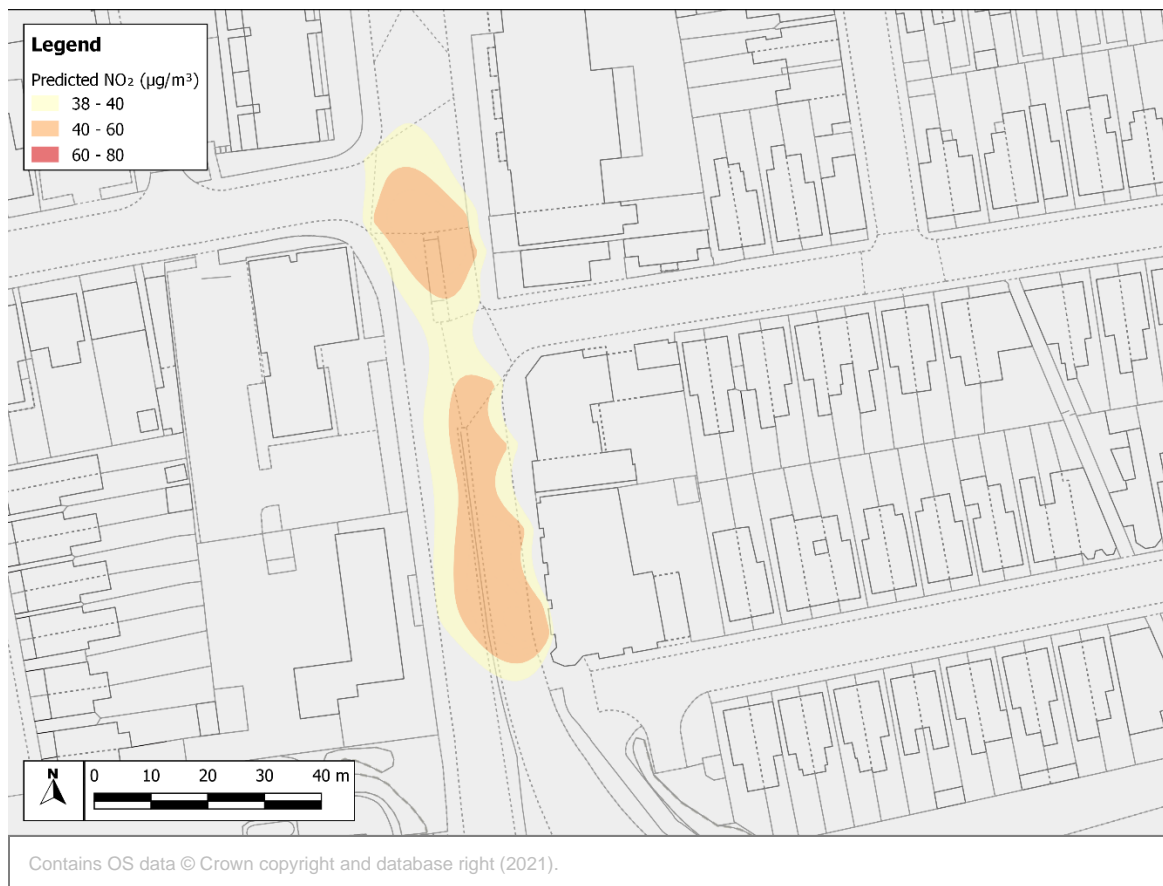 Legend
Predicted NO₂ (µg/m³)
38 - 40
40 - 60
60 - 80
N
0 10 20 30 40 m
Contains OS data © Crown copyright and database right (2021).